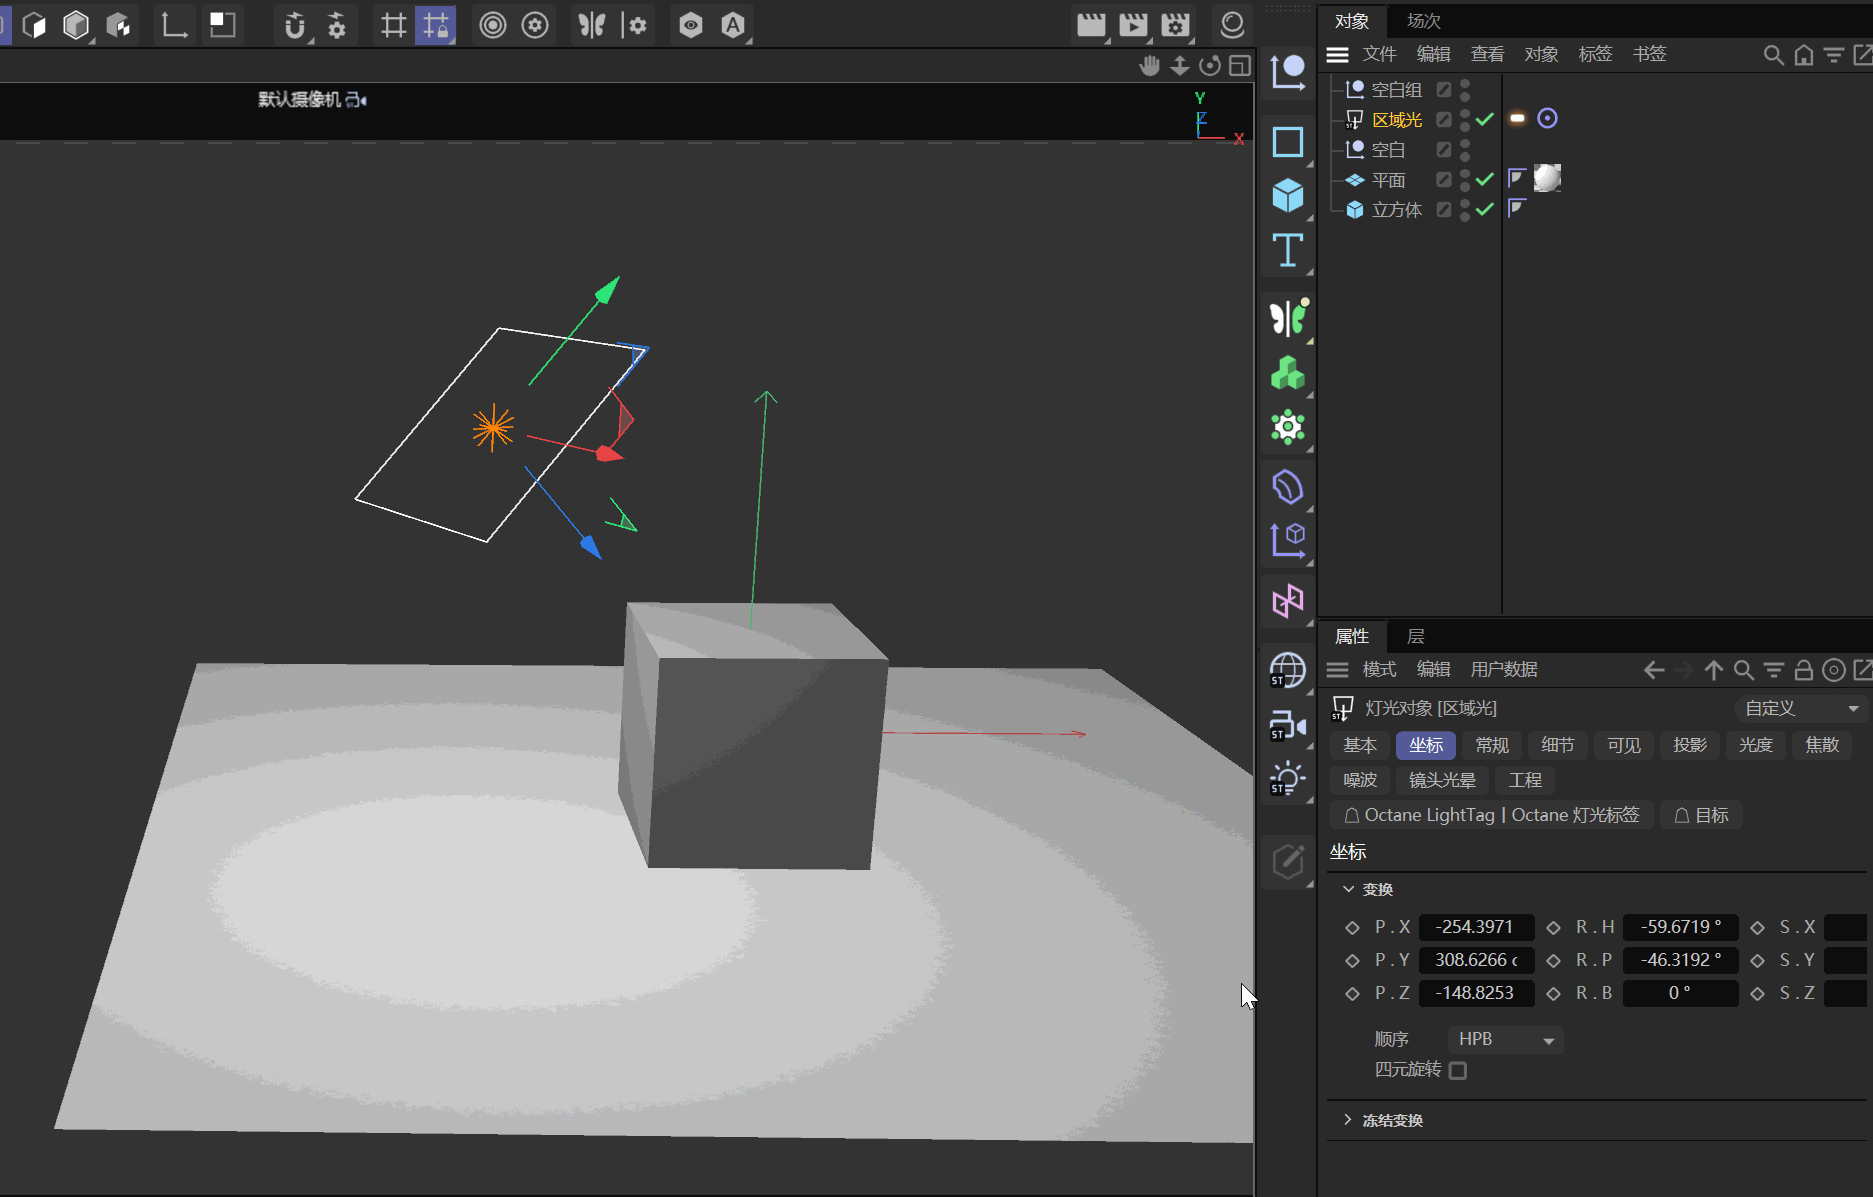 对象 场次
文件 编辑 查看 对象 标签 书签
默认摄像机
Y
Z
X
空白组
区域光
空白
平面
立方体
T
A
ST
ST
ST
属性 层
模式 编辑 用户数据
灯光对象 [区域光] 自定义
基本 坐标 常规 细节 可见 投影 光度 焦散
噪波 镜头光晕 工程
Octane LightTag | Octane 灯光标签 目标
坐标
变换
P . X -254.3971 R . H -59.6719 ° S . X
P . Y 308.6266 c R . P -46.3192 ° S . Y
P . Z -148.8253 R . B 0 ° S . Z
顺序 HPB
四元旋转
冻结变换